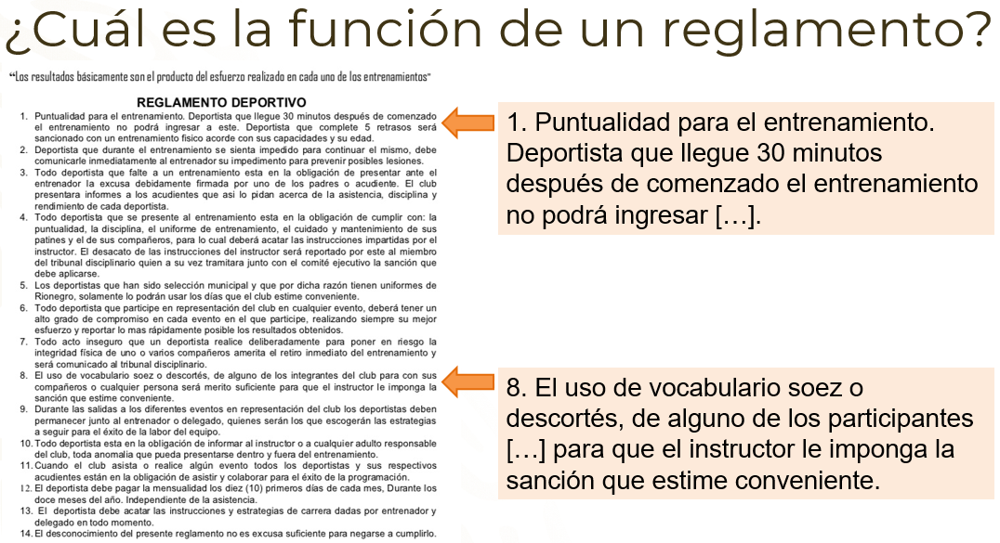 ¿Cuál es la función de un reglamento?
“Los resultados básicamente son el producto del esfuerzo realizado en cada uno de los entrenamientos”
REGLAMENTO DEPORTIVO
1. Puntualidad para el entrenamiento. Deportista que llegue 30 minutos después de comenzado
el entrenamiento no podrá ingresar a este. Deportista que complete 5 retrasos será
sancionado con un entrenamiento fisico acorde con sus capacidades y su edad.
2. Deportista que durante el entrenamiento se sienta impedido para continuar el mismo, debe
comunicarle inmediatamente al entrenador su impedimento para prevenir posibles lesiones.
3. Todo deportista que falte a un entrenamiento esta en la obligación de presentar ante el
entrenador la excusa debidamente firmada por uno de los padres o acudiente. El club
presentara informes a los acudientes que asi lo pidan acerca de la asistencia, disciplina y
rendimiento de cada deportista.
4. Todo deportista que se presente al entrenamiento esta en la obligación de cumplir con: la
puntualidad, la disciplina, el uniforme de entrenamiento, el cuidado y mantenimiento de sus
patines y el de sus compañeros, para lo cual deberá acatar las instrucciones impartidas por el
instructor. El desacato de las instrucciones del instructor será reportado por este al miembro
del tribunal disciplinario quien a su vez tramitara junto con el comité ejecutivo la sanción que
debe aplicarse.
5. Los deportistas que han sido selección municipal y que por dicha razón tienen uniformes de
Rionegro, solamente lo podrán usar los días que el club estime conveniente.
6. Todo deportista que participe en representación del club en cualquier evento, deberá tener un
alto grado de compromiso en cada evento en el que participe, realizando siempre su mejor
esfuerzo y reportar lo mas rápidamente posible los resultados obtenidos.
7. Todo acto inseguro que un deportista realice deliberadamente para poner en riesgo la
integridad física de uno o varios compañeros amerita el retiro inmediato del entrenamiento y
será comunicado al tribunal disciplinario.
8. El uso de vocabulario soez o descortés, de alguno de los integrantes del club para con sus
compañeros o cualquier persona será merito suficiente para que el instructor le imponga la
sanción que estime conveniente.
9. Durante las salidas a los diferentes eventos en representación del club los deportistas deben
permanecer junto al entrenador o delegado, quienes serán los que escogerán las estrategias
a seguir para el éxito de la labor del equipo.
10. Todo deportista esta en la obligación de informar al instructor o a cualquier adulto responsable
del club, toda anomalia que pueda presentarse dentro y fuera del entrenamiento.
11. Cuando el club asista o realice algún evento todos los deportistas y sus respectivos
acudientes están en la obligación de asistir y colaborar para el éxito de la programación.
12. El deportista debe pagar la mensualidad los diez (10) primeros días de cada mes, Durante los
doce meses del año. Independiente de la asistencia.
13. El deportista debe acatar las instrucciones y estrategias de carrera dadas por entrenador y
delegado en todo momento.
14. El desconocimiento del presente reglamento no es excusa suficiente para negarse a cumplirlo.
1. Puntualidad para el entrenamiento.
Deportista que llegue 30 minutos
después de comenzado el entrenamiento
no podrá ingresar […].
8. El uso de vocabulario soez o
descortés, de alguno de los participantes
[…] para que el instructor le imponga la
sanción que estime conveniente.